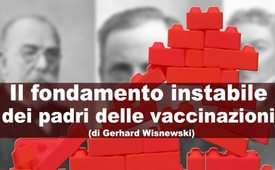 Il fondamento instabile
dei padri delle vaccinazioni
(di Gerhard Wisnewski)